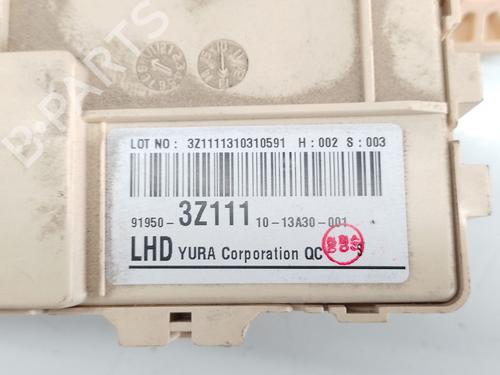 LOT NO : 3Z1111310310591 H : 002 S : 003
91950- 3Z111 10-13A30-001
LHD YURA Corporation QC
B-PARTS